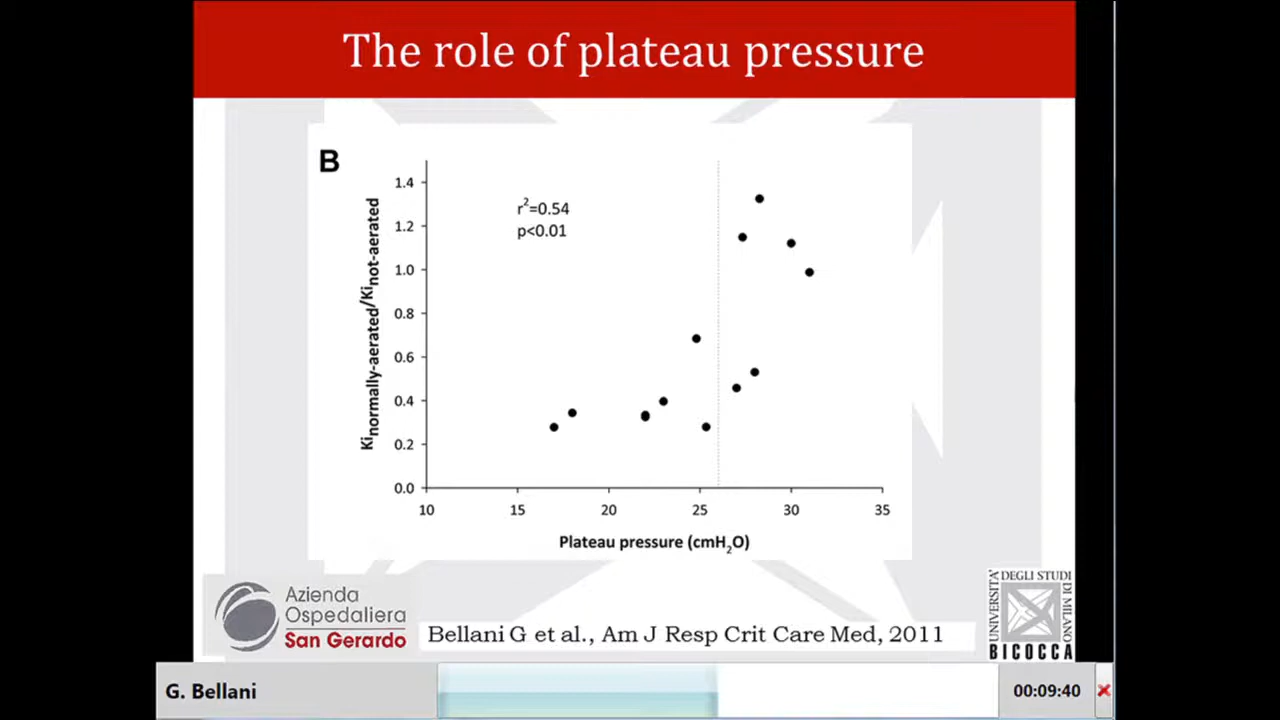 The role of plateau pressure
B
r²=0.54
p<0.01
Ki normally-aerated/Ki not-aerated
1.4
1.2
1.0
0.8
0.6
0.4
0.2
0.0
10 15 20 25 30 35
Plateau pressure (cmH₂O)
Azienda
Ospedaliera
San Gerardo
Bellani G et al., Am J Resp Crit Care Med, 2011
UNIVERSITA'
DEGLI STUDI
DI MILANO
BICOCCA
G. Bellani
00:09:40